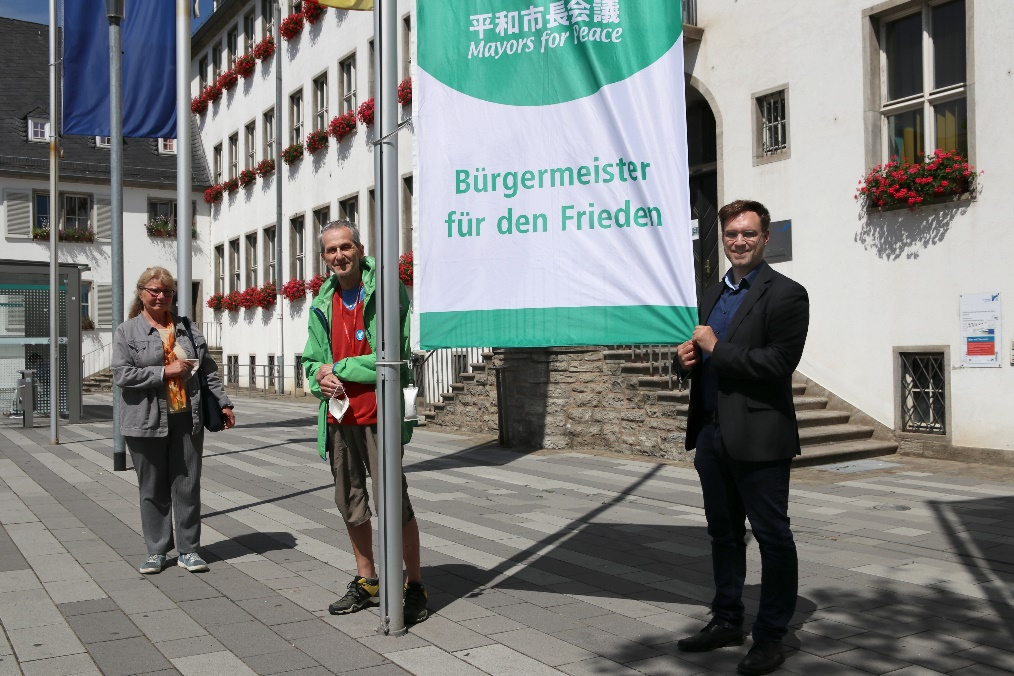 平和市長会議
Mayors for Peace
Bürgermeister
für den Frieden